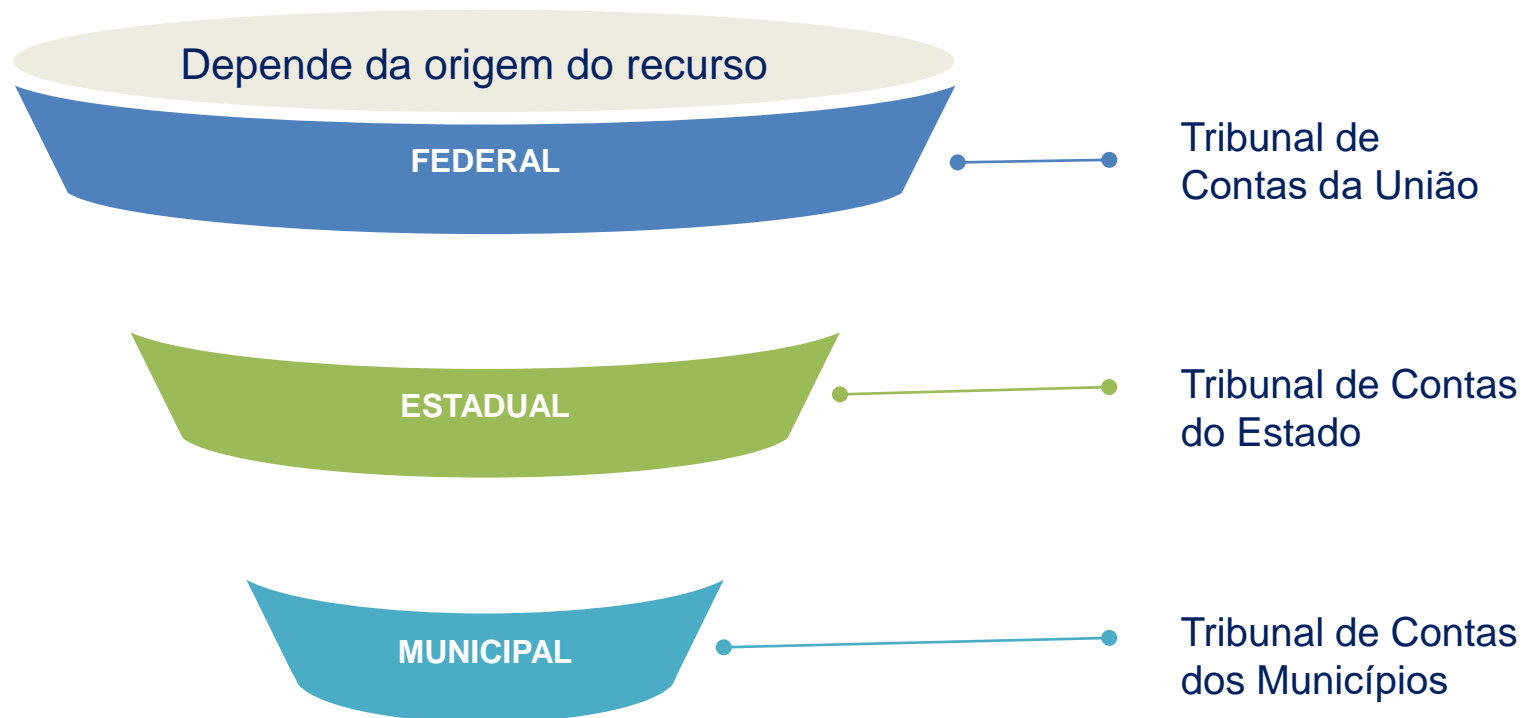 Depende da origem do recurso
FEDERAL
Tribunal de
Contas da União
ESTADUAL
Tribunal de Contas
do Estado
MUNICIPAL
Tribunal de Contas
dos Municípios